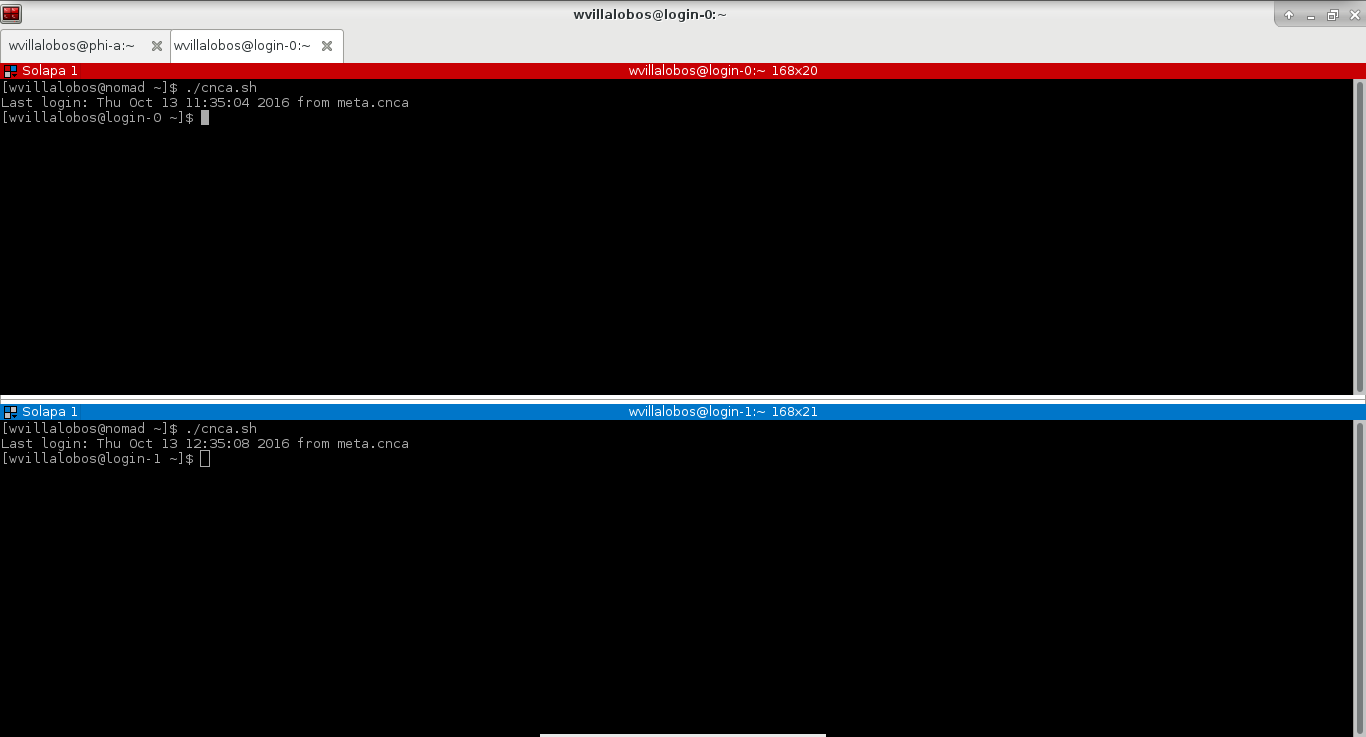 wvillalobos@login-0:~
wvillalobos@phi-a:~
wvillalobos@login-0:~
Solapa 1
wvillalobos@login-0:~ 168x20
[wvillalobos@nomad ~]$ ./cnca.sh
Last login: Thu Oct 13 11:35:04 2016 from meta.cnca
[wvillalobos@login-0 ~]$
Solapa 1
wvillalobos@login-1:~ 168x21
[wvillalobos@nomad ~]$ ./cnca.sh
Last login: Thu Oct 13 12:35:08 2016 from meta.cnca
[wvillalobos@login-1 ~]$